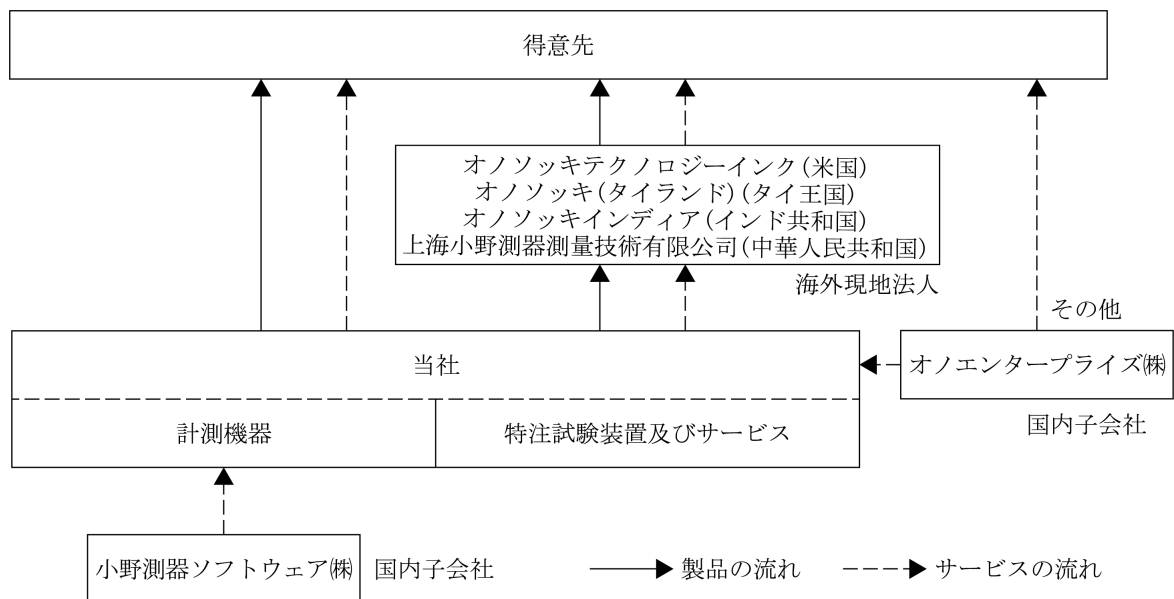 得意先
オノソッキテクノロジーインク(米国)
オノソッキ(タイランド)(タイ王国)
オノソッキインディア(インド共和国)
上海小野測器測量技術有限公司(中華人民共和国)
海外現地法人
その他
当社
オノエンタープライズ㈱
計測機器
特注試験装置及びサービス
国内子会社
小野測器ソフトウェア㈱
国内子会社
製品の流れ
サービスの流れ